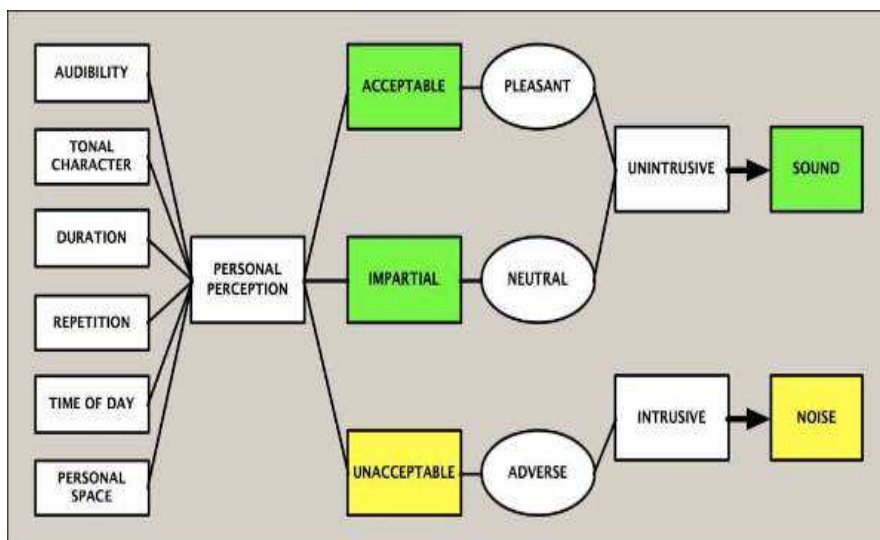 AUDIBILITY
TONAL
CHARACTER
DURATION
REPETITION
TIME OF DAY
PERSONAL
SPACE
PERSONAL
PERCEPTION
ACCEPTABLE
IMPARTIAL
UNACCEPTABLE
PLEASANT
NEUTRAL
ADVERSE
UNINTRUSIVE
INTRUSIVE
SOUND
NOISE